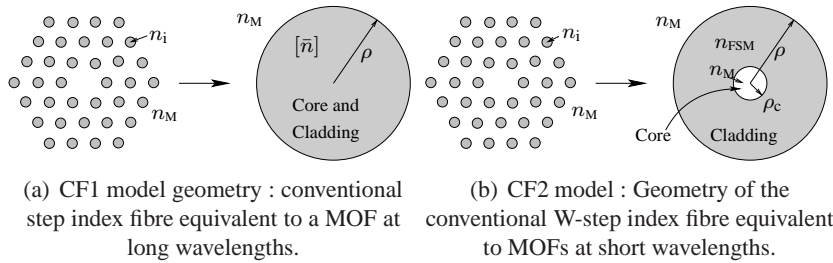 n_i
n_M
n_M
[n̄]
ρ
Core and
Cladding
n_i
n_M
n_M
n_FSM
ρ
n_M
ρ_c
Core
Cladding
(a) CF1 model geometry : conventional
step index fibre equivalent to a MOF at
long wavelengths.
(b) CF2 model : Geometry of the
conventional W-step index fibre equivalent
to MOFs at short wavelengths.